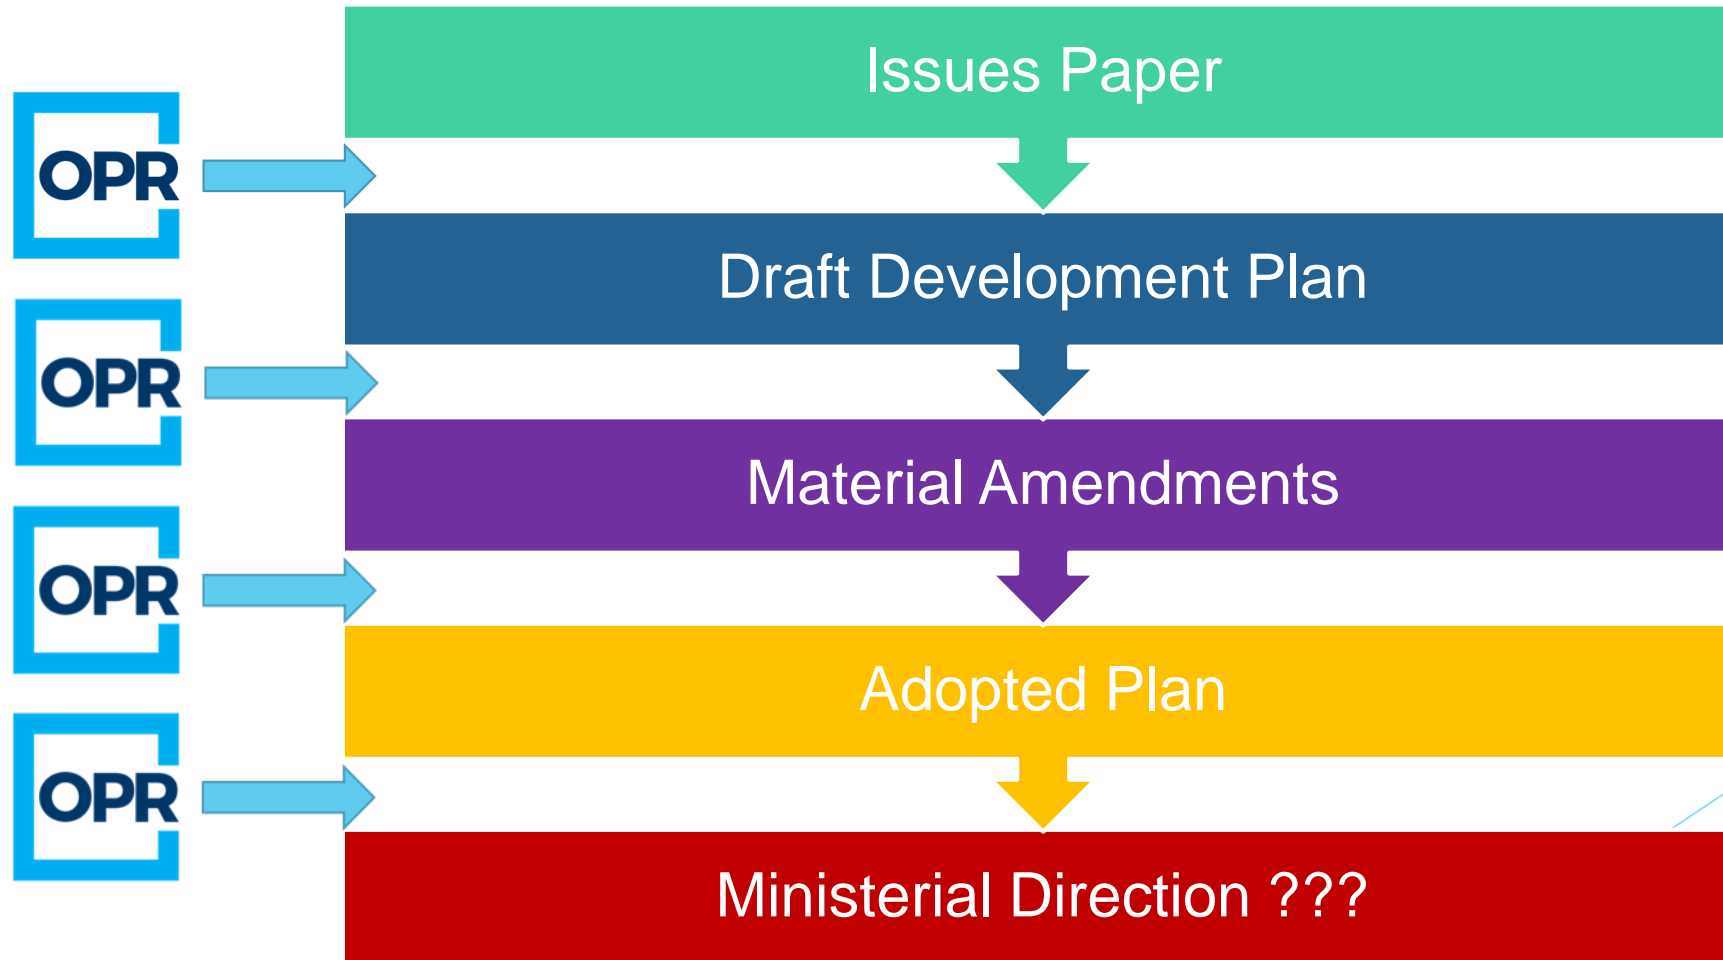 Issues Paper
OPR
Draft Development Plan
OPR
Material Amendments
OPR
Adopted Plan
OPR
Ministerial Direction ???